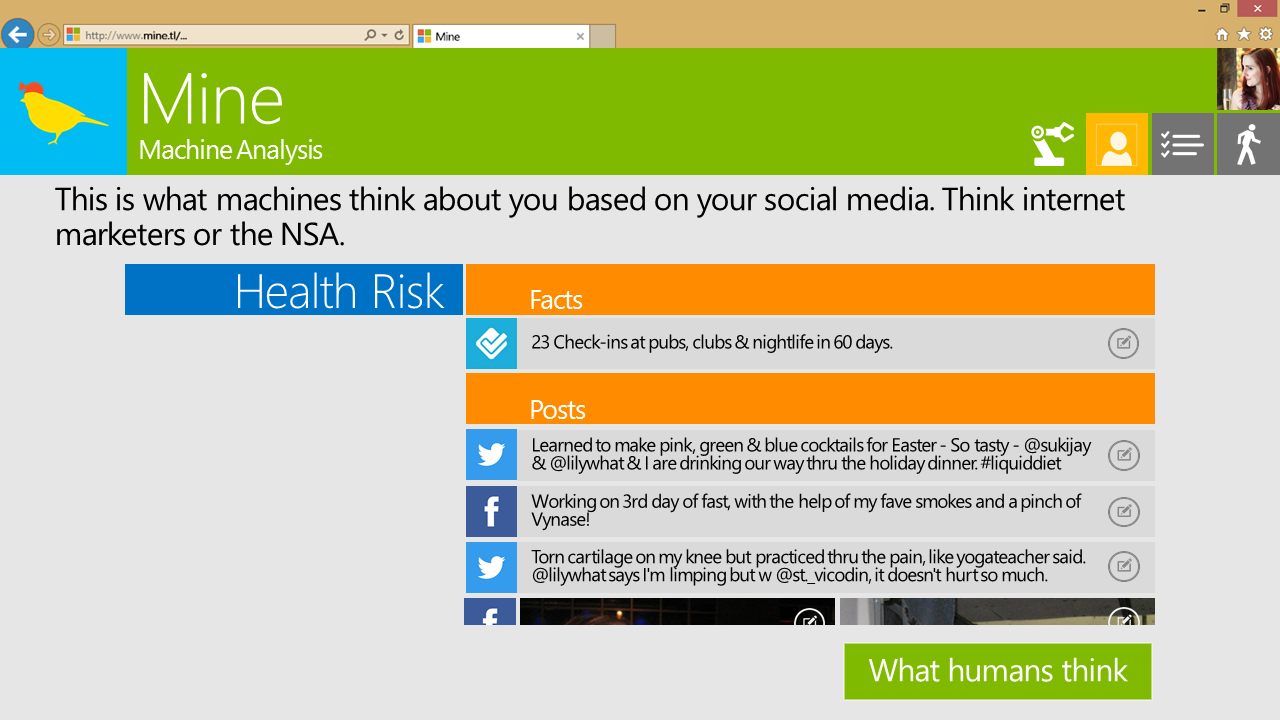 http://www.mine.tl/...
Mine
Mine
Machine Analysis
This is what machines think about you based on your social media. Think internet
marketers or the NSA.
Health Risk
Facts
23 Check-ins at pubs, clubs & nightlife in 60 days.
Posts
Learned to make pink, green & blue cocktails for Easter - So tasty - @sukijay
& @lilywhat & I are drinking our way thru the holiday dinner. #liquiddiet
Working on 3rd day of fast, with the help of my fave smokes and a pinch of
Vynase!
Torn cartilage on my knee but practiced thru the pain, like yogateacher said.
@lilywhat says I'm limping but w @st._vicodin, it doesn't hurt so much.
What humans think